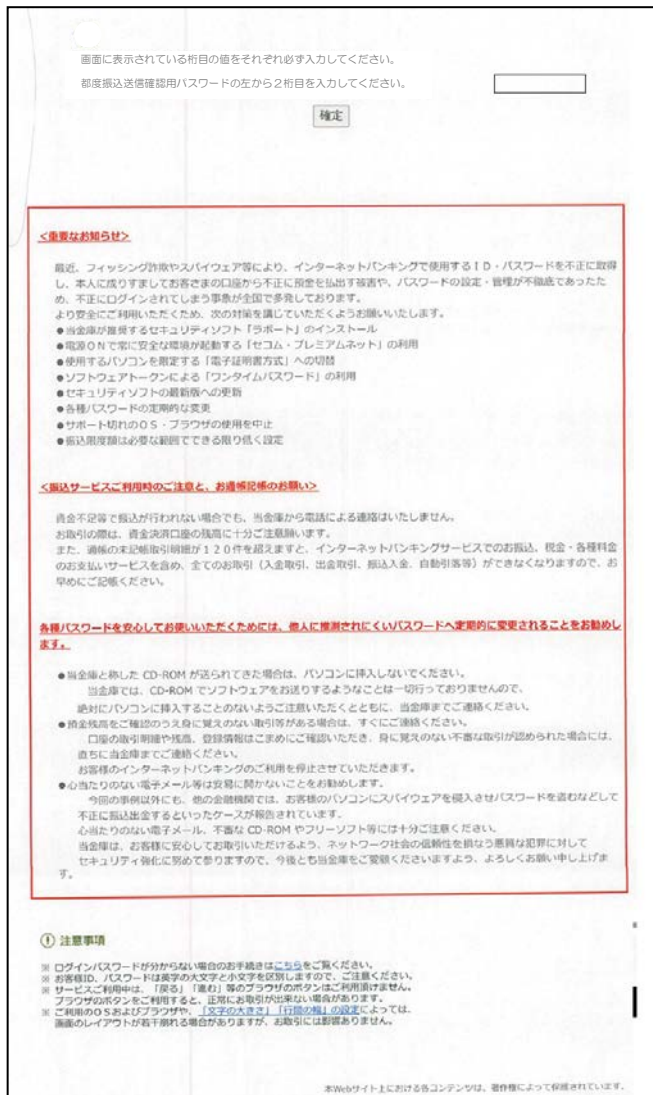 画面に表示されている桁目の値をそれぞれ必ず入力してください。
都度振込送信確認用パスワードの左から２桁目を入力してください。
確定
<重要なお知らせ>
最近、フィッシング詐欺やスパイウェア等により、インターネットバンキングで使用するＩＤ・パスワードを不正に取得
し、本人に成りすましてお客さまの口座から不正に預金を払出す被害や、パスワードの設定・管理が不徹底であったた
め、不正にログインされてしまう事象が全国で多発しております。
より安全にご利用いただくため、次の対策を講じていただくようお願いいたします。
●当金庫が推奨するセキュリティソフト「ラポート」のインストール
●電源ＯＮで常に安全な環境が起動する「セコム・プレミアムネット」の利用
●使用するパソコンを限定する「電子証明書方式」への切替
●ソフトウェアトークンによる「ワンタイムパスワード」の利用
●セキュリティソフトの最新版への更新
●各種パスワードの定期的な変更
●サポート切れのＯＳ・ブラウザの使用を中止
●振込限度額は必要な範囲でできる限り低く設定
<振込サービスご利用時のご注意と、お通帳記帳のお願い>
資金不足等で振込が行われない場合でも、当金庫から電話による連絡はいたしません。
お取引の際は、資金決済口座の残高に十分ご注意願います。
また、通帳の未記帳取引明細が１２０件を超えますと、インターネットバンキングサービスでのお振込、税金・各種料金
のお支払いサービスを含め、全てのお取引（入金取引、出金取引、振込入金、自動引落等）ができなくなりますので、お
早めにご記帳ください。
各種パスワードを安心してお使いいただくためには、他人に推測されにくいパスワードへ定期的に変更されることをお勧めし
ます。
●当金庫と称した CD-ROM が送られてきた場合は、パソコンに挿入しないでください。
当金庫では、CD-ROM でソフトウェアをお送りするようなことは一切行っておりませんので、
絶対にパソコンに挿入することのないようご注意いただくとともに、当金庫までご連絡ください。
●預金残高をご確認のうえ身に覚えのない取引等がある場合は、すぐにご連絡ください。
口座の取引明細や残高、登録情報はこまめにご確認いただき、身に覚えのない不審な取引が認められた場合には、
直ちに当金庫までご連絡ください。
お客様のインターネットバンキングのご利用を停止させていただきます。
●心当たりのない電子メール等は安易に開かないことをお勧めします。
今回の事例以外にも、他の金融機関では、お客様のパソコンにスパイウェアを侵入させパスワードを盗むなどして
不正に振込出金するといったケースが報告されています。
心当たりのない電子メール、不審な CD-ROM やフリーソフト等には十分ご注意ください。
当金庫は、お客様に安心してお取引いただけるよう、ネットワーク社会の信頼性を損なう悪質な犯罪に対して
セキュリティ強化に努めて参りますので、今後とも当金庫をご愛顧くださいますよう、よろしくお願い申し上げま
す。
注意事項
※ ログインパスワードが分からない場合のお手続きはこちらをご覧ください。
※ お客様ID、パスワードは英字の大文字と小文字を区別しますので、ご注意ください。
※ サービスご利用中は、「戻る」「進む」等のブラウザのボタンはご利用頂けません。
ブラウザのボタンをご利用すると、正常にお取引が出来ない場合があります。
※ ご利用のＯＳおよびブラウザや、「文字の大きさ」「行間の幅」の設定によっては、
画面のレイアウトが若干崩れる場合がありますが、お取引には影響ありません。
本Webサイト上における各コンテンツは、著作権によって保護されています。